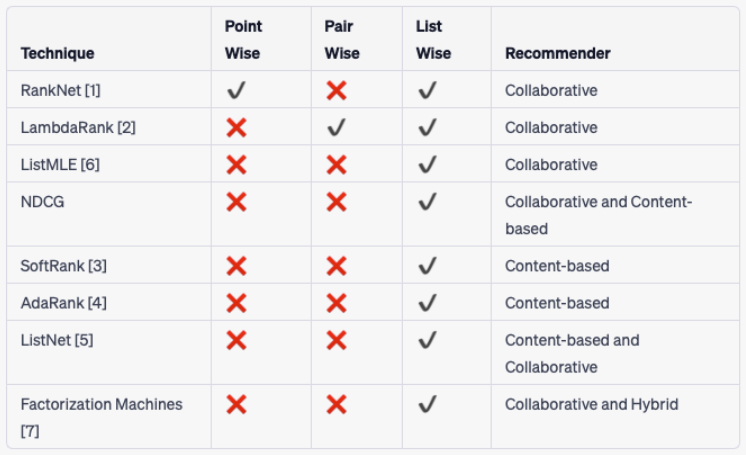 Technique Point Wise Pair Wise List Wise Recommender
RankNet [1] ✔ ❌ ✔ Collaborative
LambdaRank [2] ❌ ✔ ✔ Collaborative
ListMLE [6] ❌ ❌ ✔ Collaborative
NDCG ❌ ❌ ✔ Collaborative and Content-
based
SoftRank [3] ❌ ❌ ✔ Content-based
AdaRank [4] ❌ ❌ ✔ Content-based
ListNet [5] ❌ ❌ ✔ Content-based and
Collaborative
Factorization Machines ❌ ❌ ✔ Collaborative and Hybrid
[7]